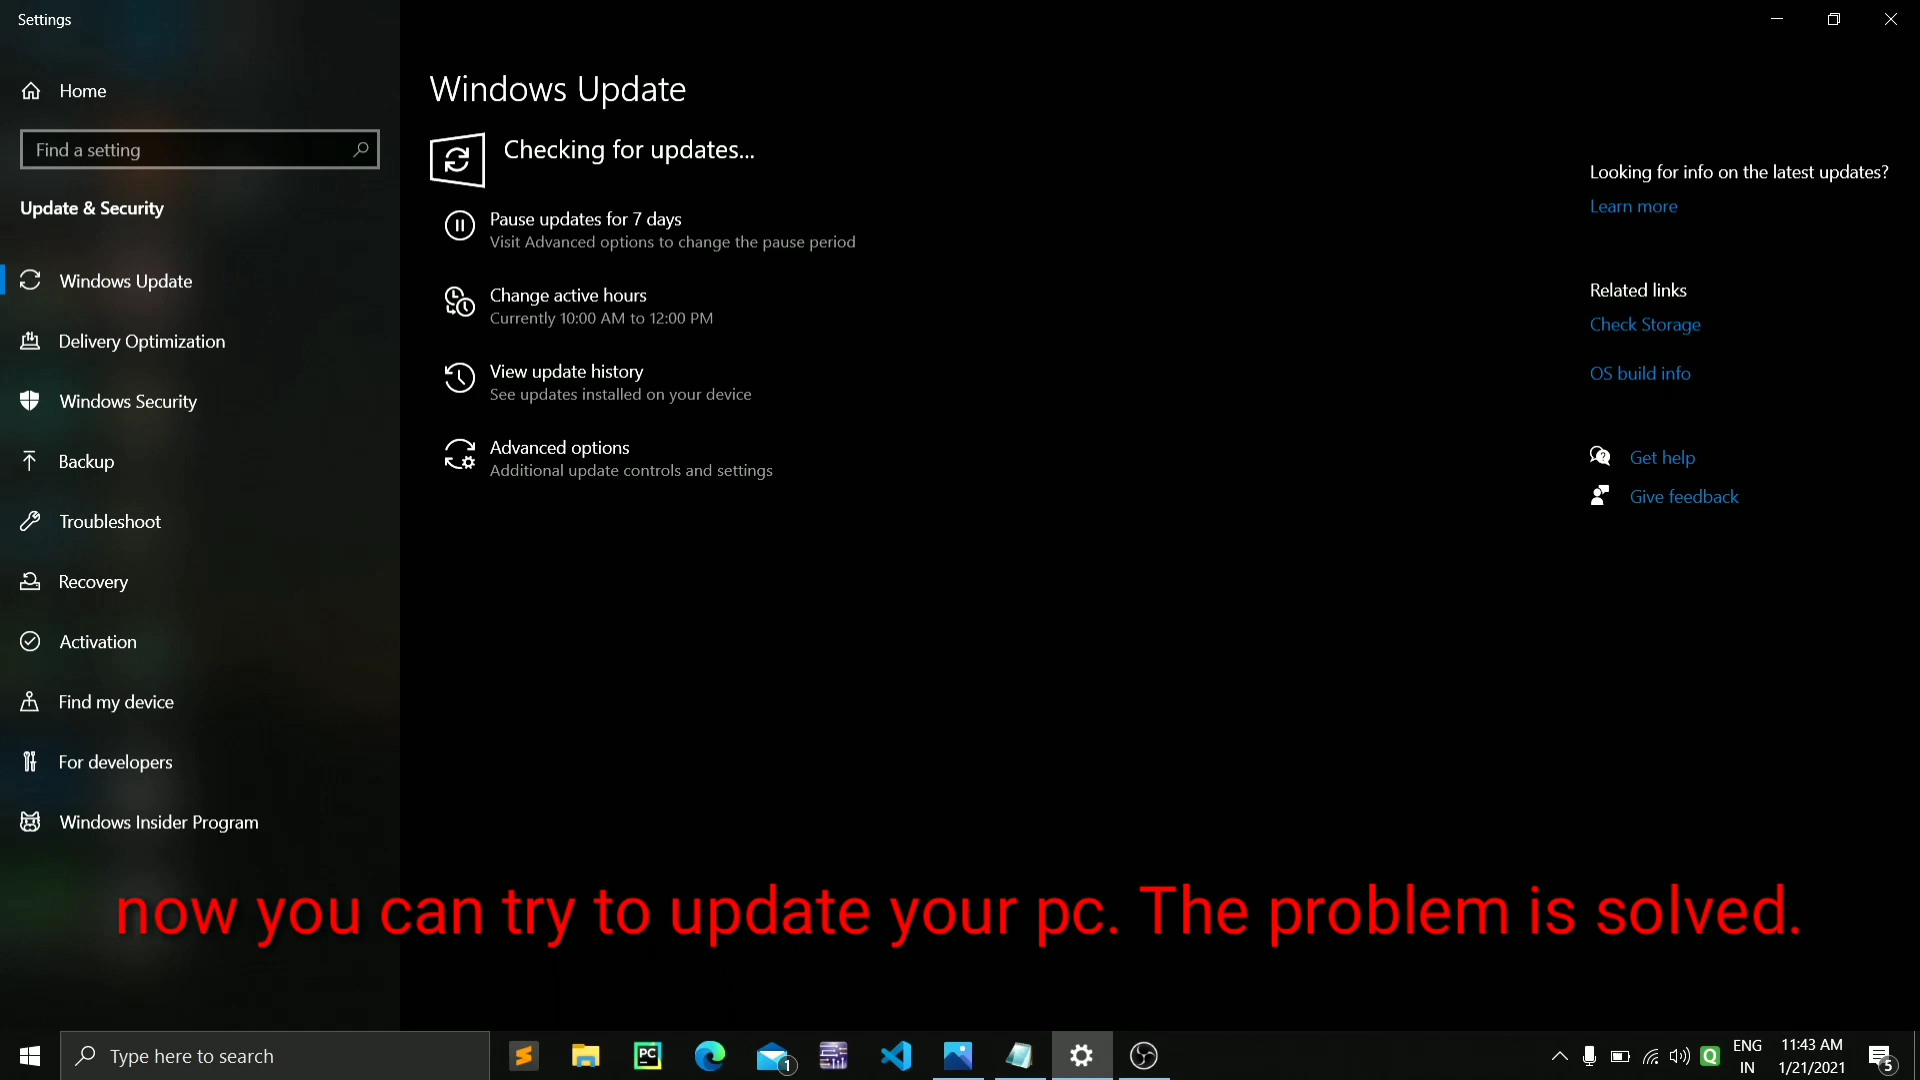 Settings
Home
Find a setting
Update & Security
Windows Update
Delivery Optimization
Windows Security
Backup
Troubleshoot
Recovery
Activation
Find my device
For developers
Windows Insider Program
Windows Update
Checking for updates...
Pause updates for 7 days
Visit Advanced options to change the pause period
Change active hours
Currently 10:00 AM to 12:00 PM
View update history
See updates installed on your device
Advanced options
Additional update controls and settings
Looking for info on the latest updates?
Learn more
Related links
Check Storage
OS build info
Get help
Give feedback
now you can try to update your pc. The problem is solved.
Type here to search
PC
1
Q
ENG
IN
11:43 AM
1/21/2021
5